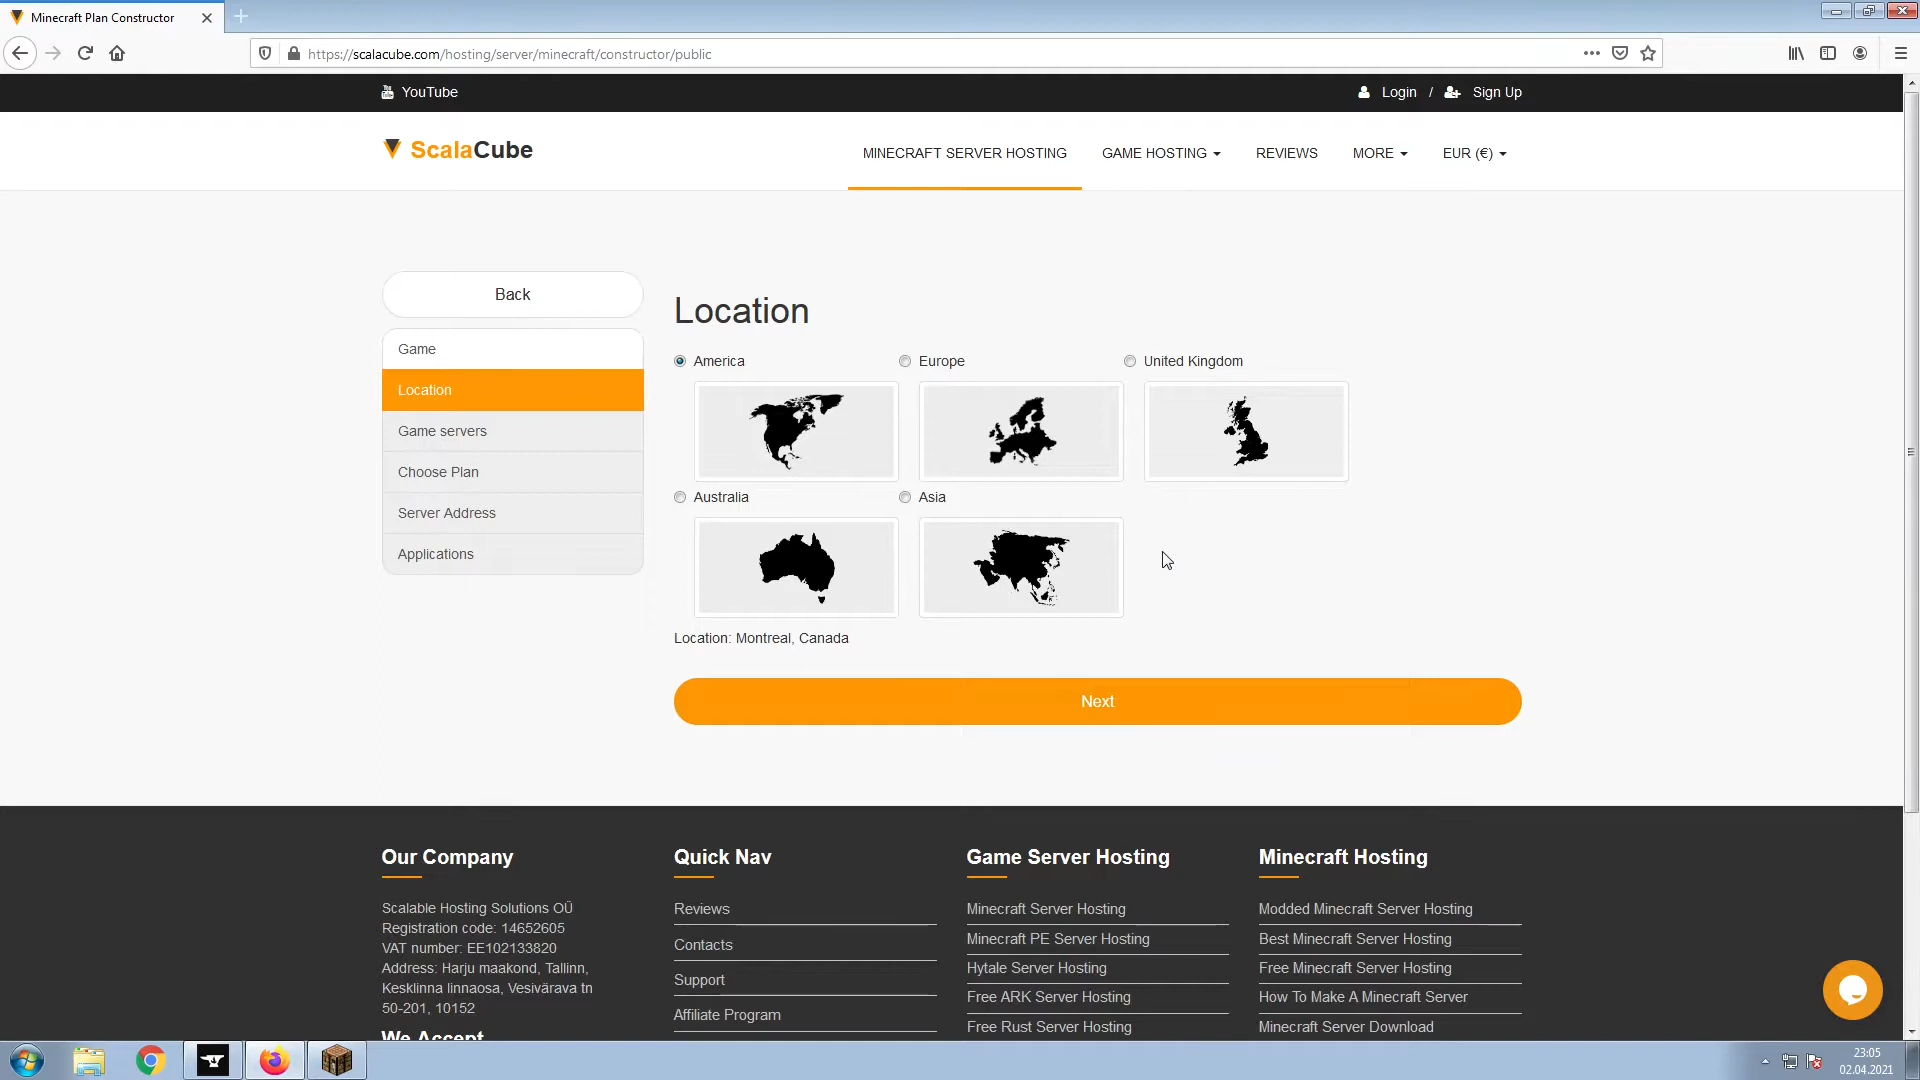 Minecraft Plan Constructor
https://scalacube.com/hosting/server/minecraft/constructor/public
YouTube
Login / Sign Up
ScalaCube
MINECRAFT SERVER HOSTING
GAME HOSTING
REVIEWS
MORE
EUR (€)
Back
Game
Location
Game servers
Choose Plan
Server Address
Applications
Location
America
Europe
United Kingdom
Australia
Asia
Location: Montreal, Canada
Next
Our Company
Scalable Hosting Solutions OÜ
Registration code: 14652605
VAT number: EE102133820
Address: Harju maakond, Tallinn,
Kesklinna linnaosa, Vesivärava tn
50-201, 10152
We Accept
Quick Nav
Reviews
Contacts
Support
Affiliate Program
Game Server Hosting
Minecraft Server Hosting
Minecraft PE Server Hosting
Hytale Server Hosting
Free ARK Server Hosting
Free Rust Server Hosting
Minecraft Hosting
Modded Minecraft Server Hosting
Best Minecraft Server Hosting
Free Minecraft Server Hosting
How To Make A Minecraft Server
Minecraft Server Download
23:05
02.04.2021